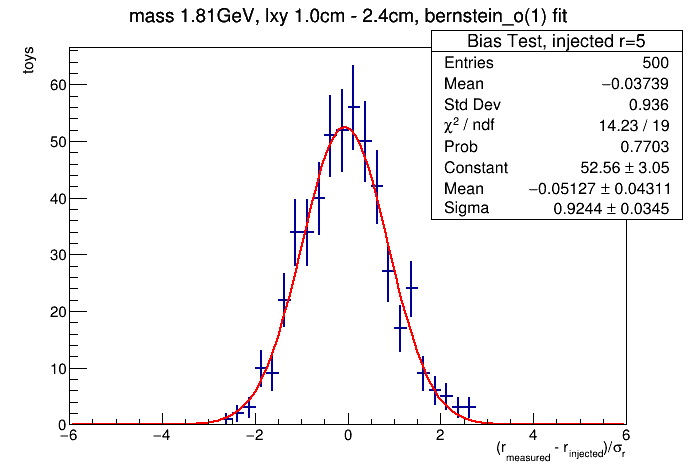 mass 1.81GeV, lxy 1.0cm - 2.4cm, bernstein_o(1) fit
toys
Bias Test, injected r=5
Entries 500
Mean −0.03739
Std Dev 0.936
χ² / ndf 14.23 / 19
Prob 0.7703
Constant 52.56 ± 3.05
Mean −0.05127 ± 0.04311
Sigma 0.9244 ± 0.0345
60
50
40
30
20
10
0
−6 −4 −2 0 2 4 6
(r_measured - r_injected)/σ_r